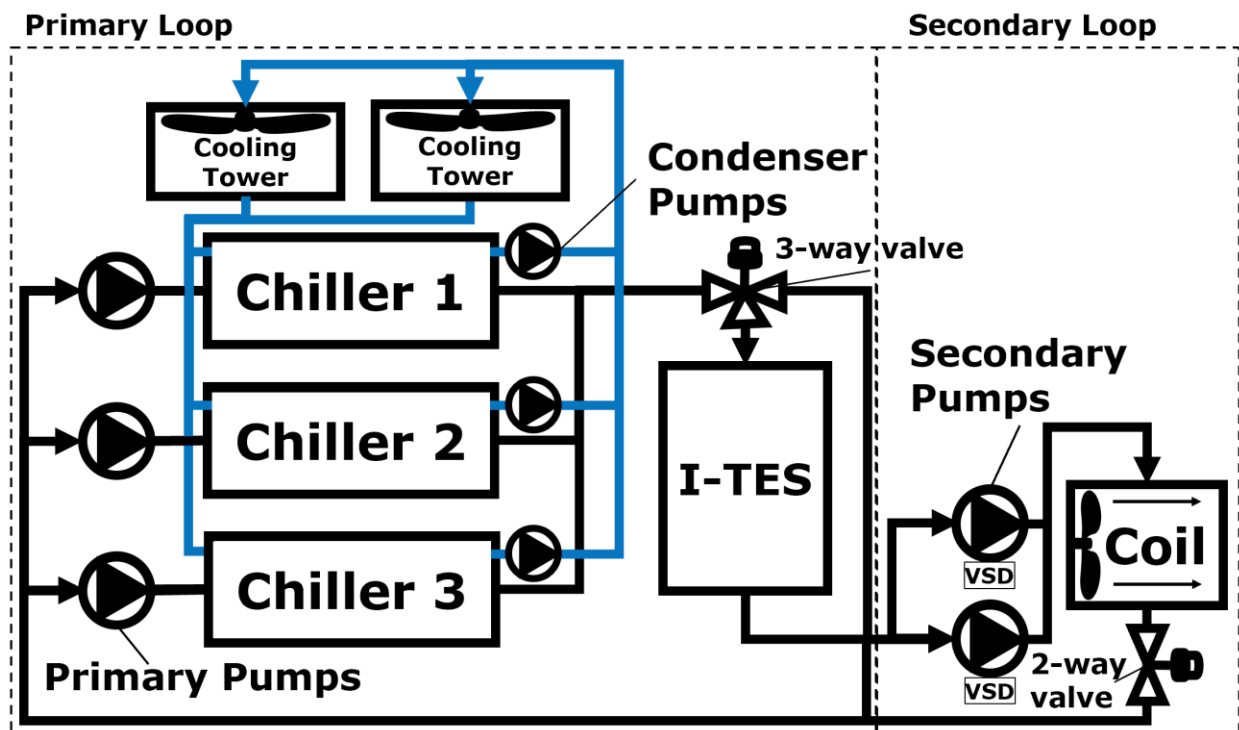 Primary Loop
Secondary Loop
Cooling
Tower
Cooling
Tower
Condenser
Pumps
3-way valve
Chiller 1
Chiller 2
Chiller 3
I-TES
Secondary
Pumps
Coil
VSD
VSD
2-way
valve
Primary Pumps